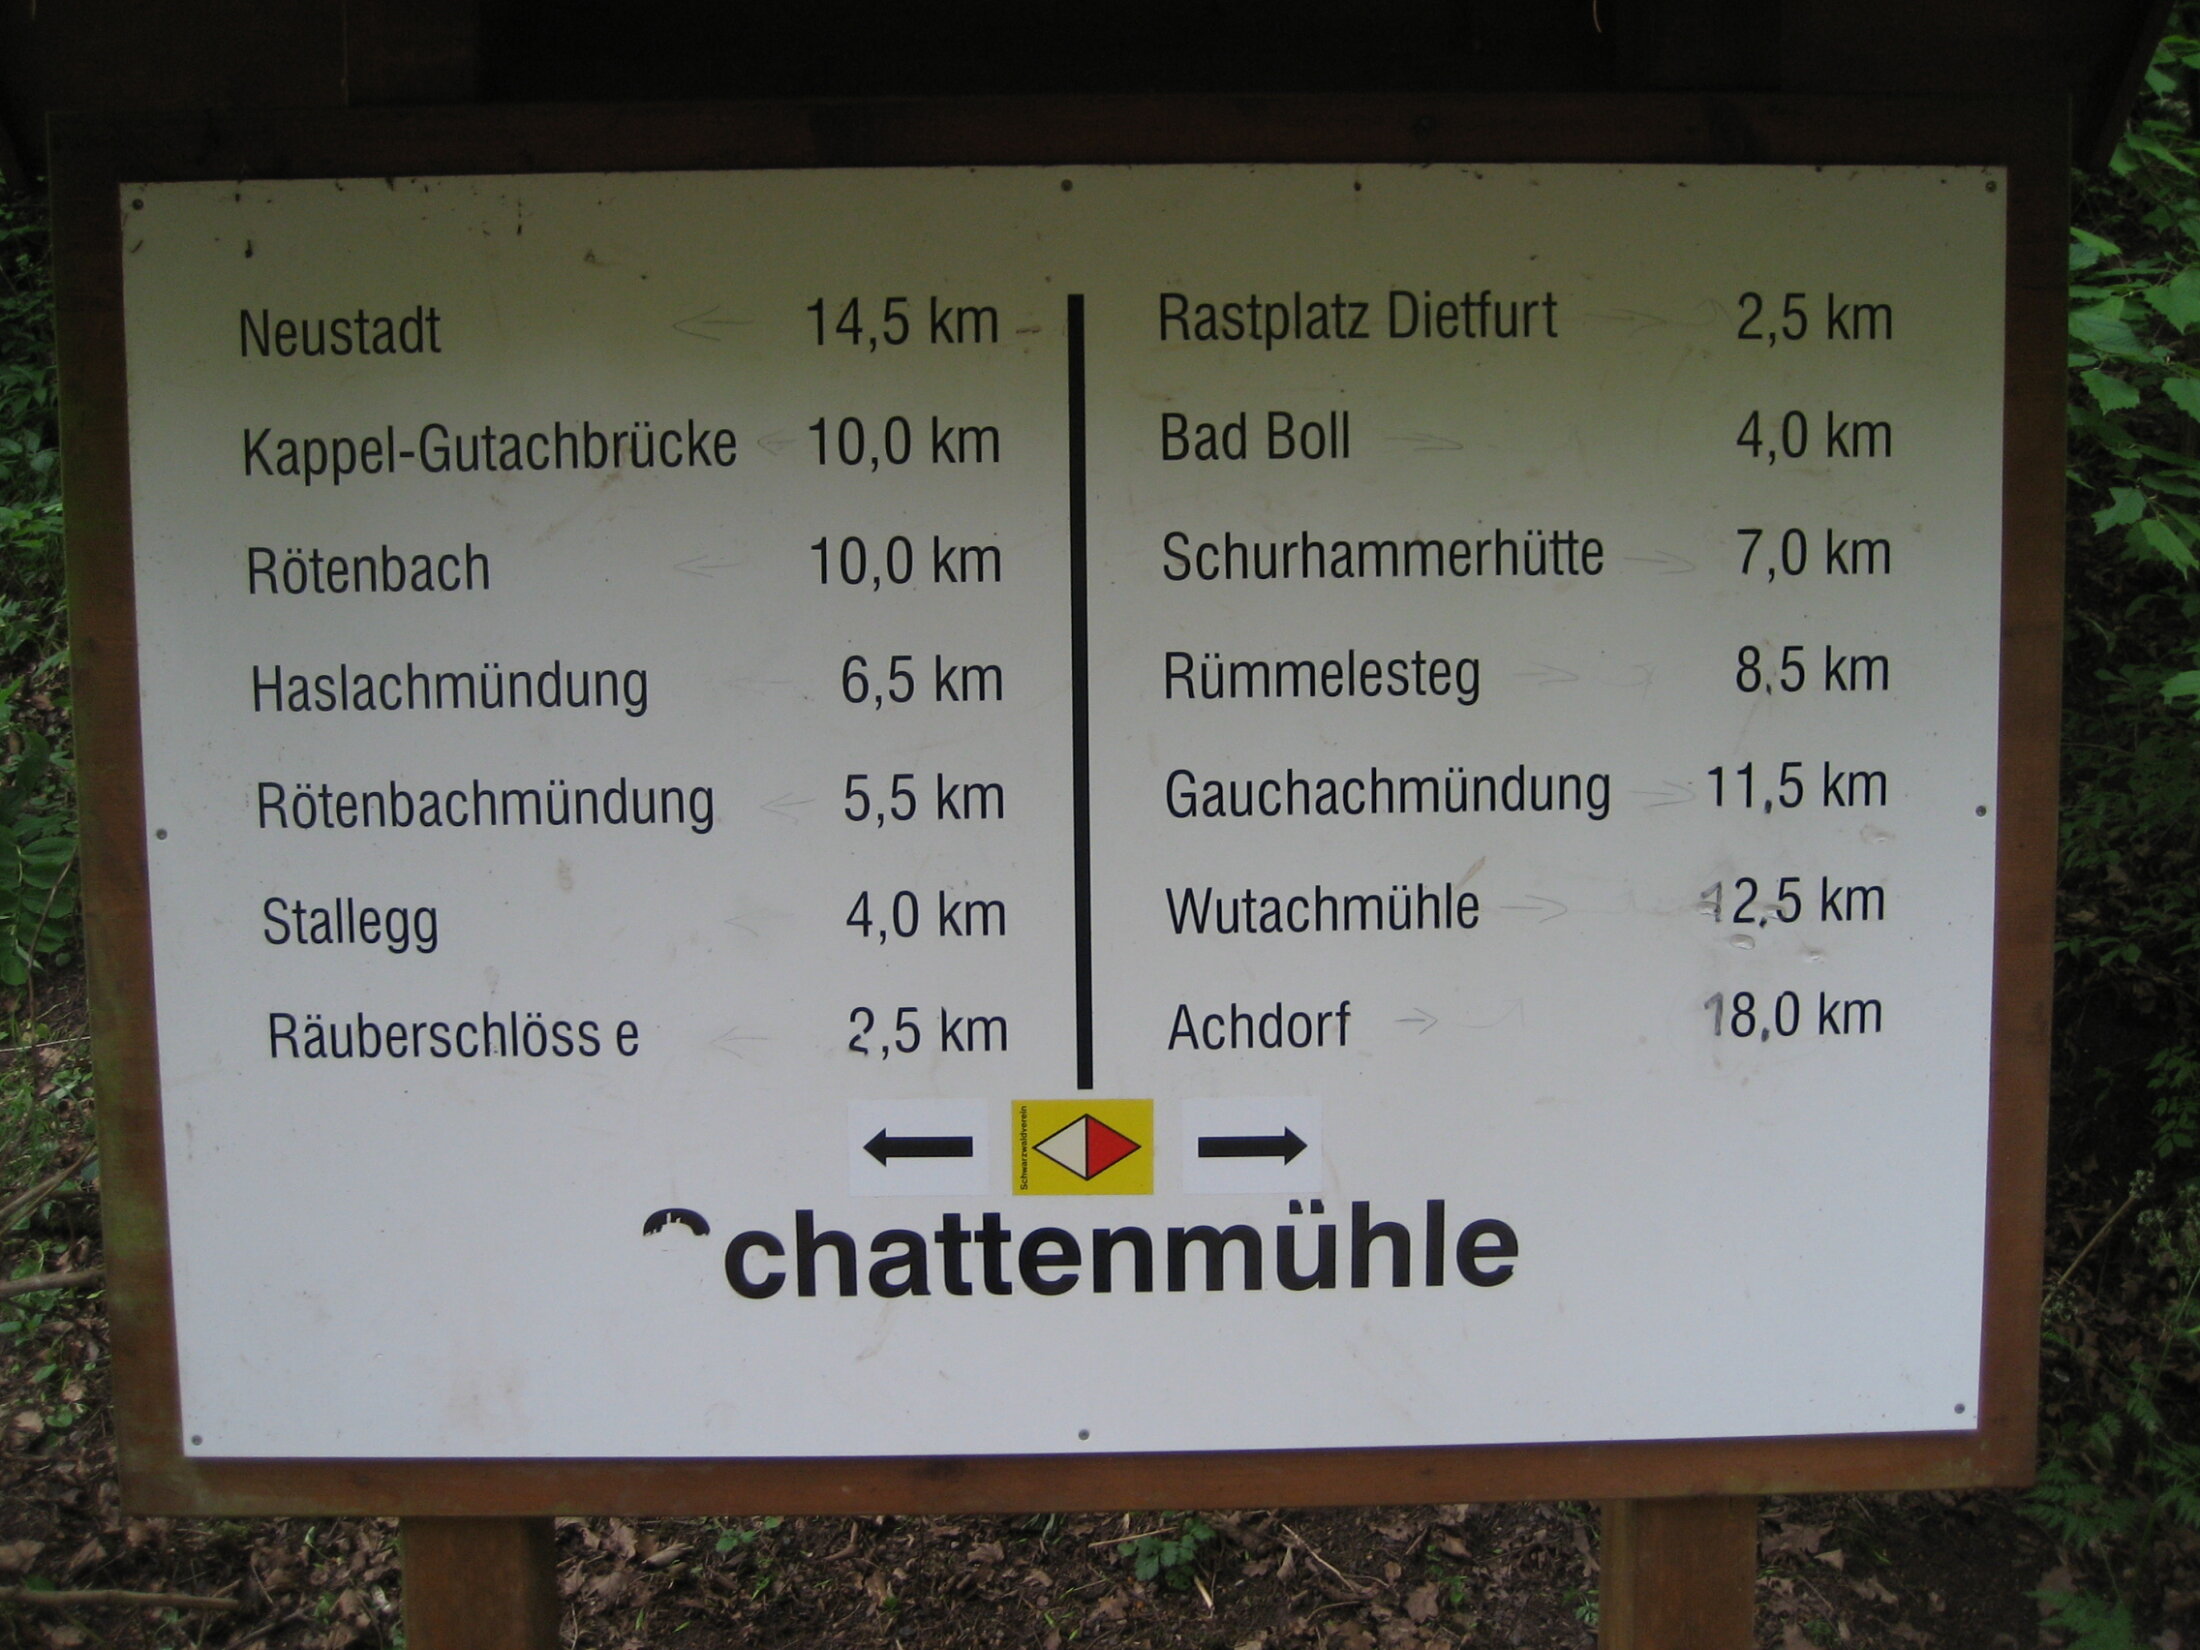 Neustadt 14,5 km
Kappel-Gutachbrücke 10,0 km
Rötenbach 10,0 km
Haslachmündung 6,5 km
Rötenbachmündung 5,5 km
Stallegg 4,0 km
Räuberschlöss e 2,5 km
Rastplatz Dietfurt 2,5 km
Bad Boll 4,0 km
Schurhammerhütte 7,0 km
Rümmelesteg 8,5 km
Gauchachmündung 11,5 km
Wutachmühle 12,5 km
Achdorf 18,0 km
Schwarzwaldverein
Schattenmühle